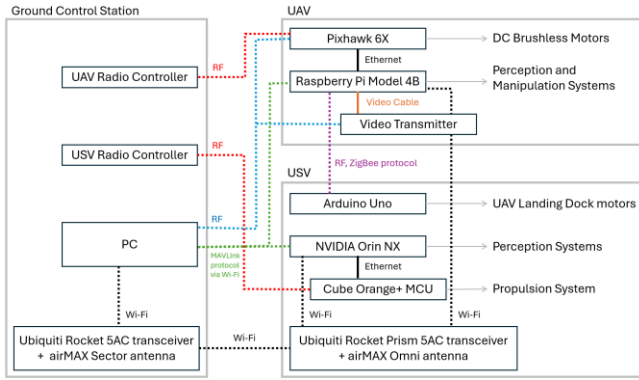 Ground Control Station
UAV
Pixhawk 6X
DC Brushless Motors
Ethernet
RF
UAV Radio Controller
Raspberry Pi Model 4B
Perception and
Manipulation Systems
Video Cable
Video Transmitter
RF
USV Radio Controller
RF, ZigBee protocol
USV
Arduino Uno
UAV Landing Dock motors
RF
PC
NVIDIA Orin NX
Perception Systems
MAVLink
protocol
via Wi-Fi
Ethernet
Cube Orange+ MCU
Propulsion System
Wi-Fi
Wi-Fi
Wi-Fi
Ubiquiti Rocket 5AC transceiver
+ airMAX Sector antenna
Wi-Fi
Ubiquiti Rocket Prism 5AC transceiver
+ airMAX Omni antenna